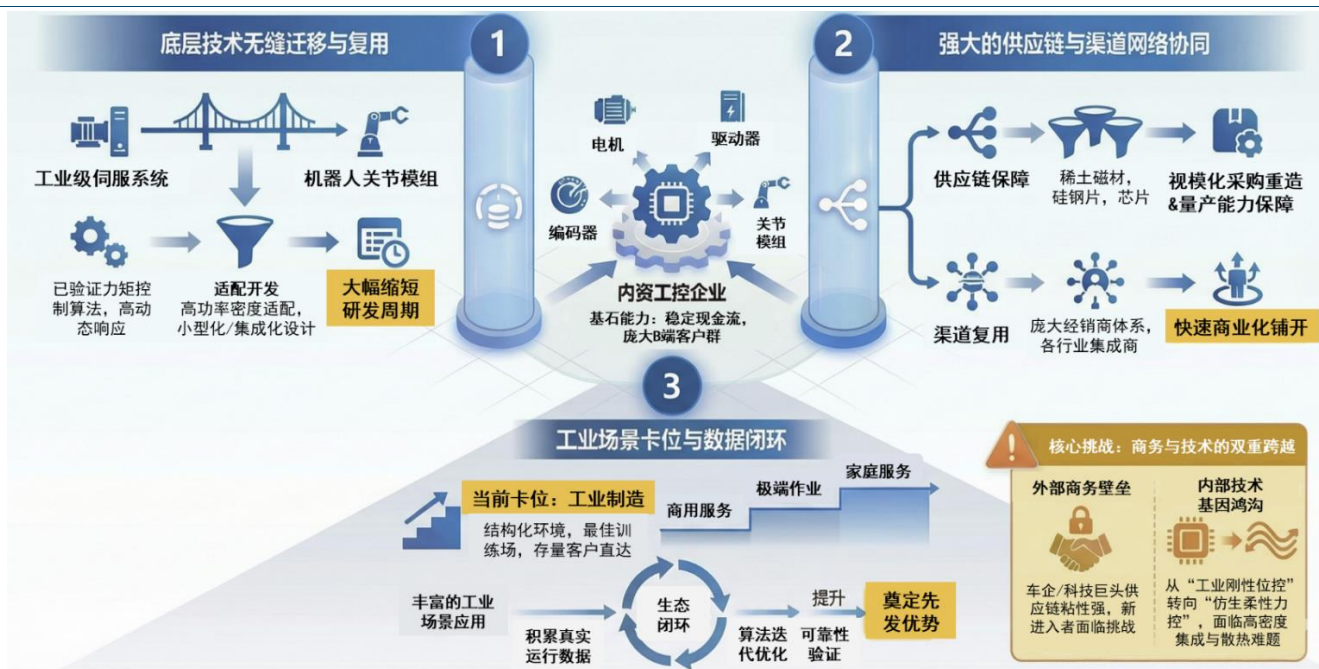 底层技术无缝迁移与复用
1
工业级伺服系统
机器人关节模组
已验证力矩控
制算法，高动
态响应
适配开发
高功率密度适配，
小型化/集成化设计
大幅缩短
研发周期
电机
驱动器
编码器
关节
模组
内资工控企业
基石能力：稳定现金流，
庞大B端客户群
2
强大的供应链与渠道网络协同
供应链保障
稀土磁材，
硅钢片，芯片
视模化采购重造
&量产能力保障
渠道复用
庞大经销商体系，
各行业集成商
快速商业化铺开
3
工业场景卡位与数据闭环
当前卡位：工业制造
结构化环境，最佳训
练场，存量客户直达
商用服务
极端作业
家庭服务
丰富的工业
场景应用
积累真实
运行数据
生态
闭环
算法迭
代优化
提升
可靠性
验证
奠定先
发优势
核心挑战：商务与技术的双重跨越
外部商务壁垒
车企/科技巨头供
应链粘性强，新
进入者面临挑战
内部技术
基因鸿沟
从“工业刚性位控”
转向“仿生柔性力
控”，面临高密度
集成与散热难题